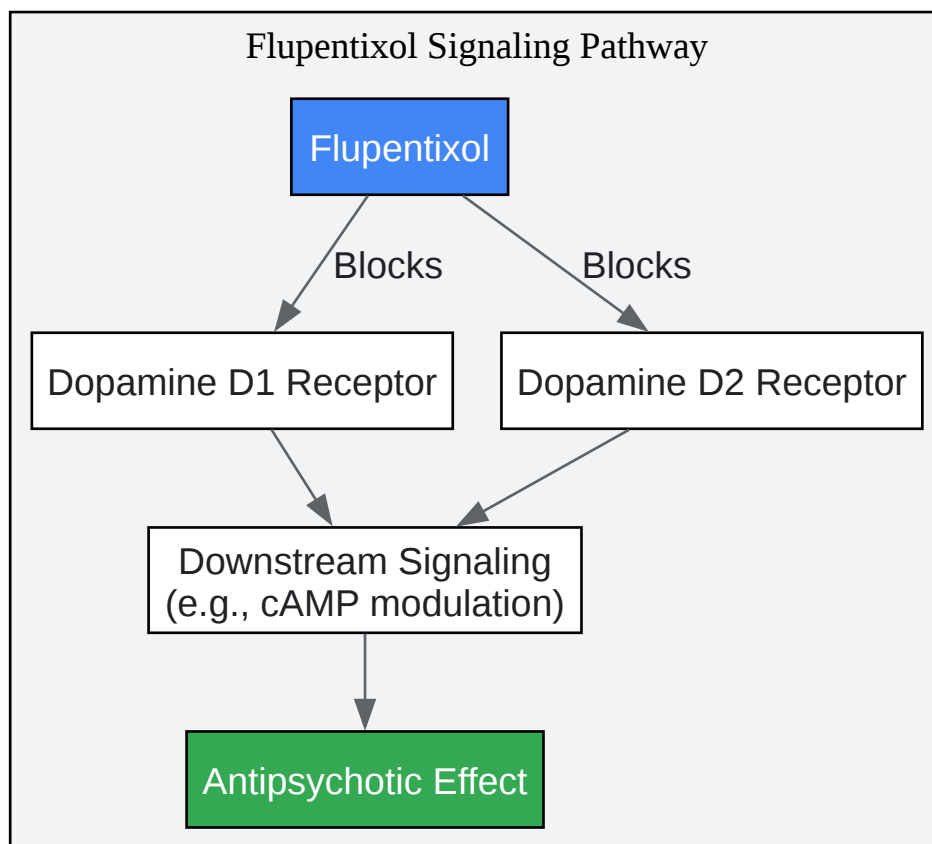 Flupentixol Signaling Pathway
Flupentixol
Blocks
Blocks
Dopamine D1 Receptor
Dopamine D2 Receptor
Downstream Signaling
(e.g., cAMP modulation)
Antipsychotic Effect